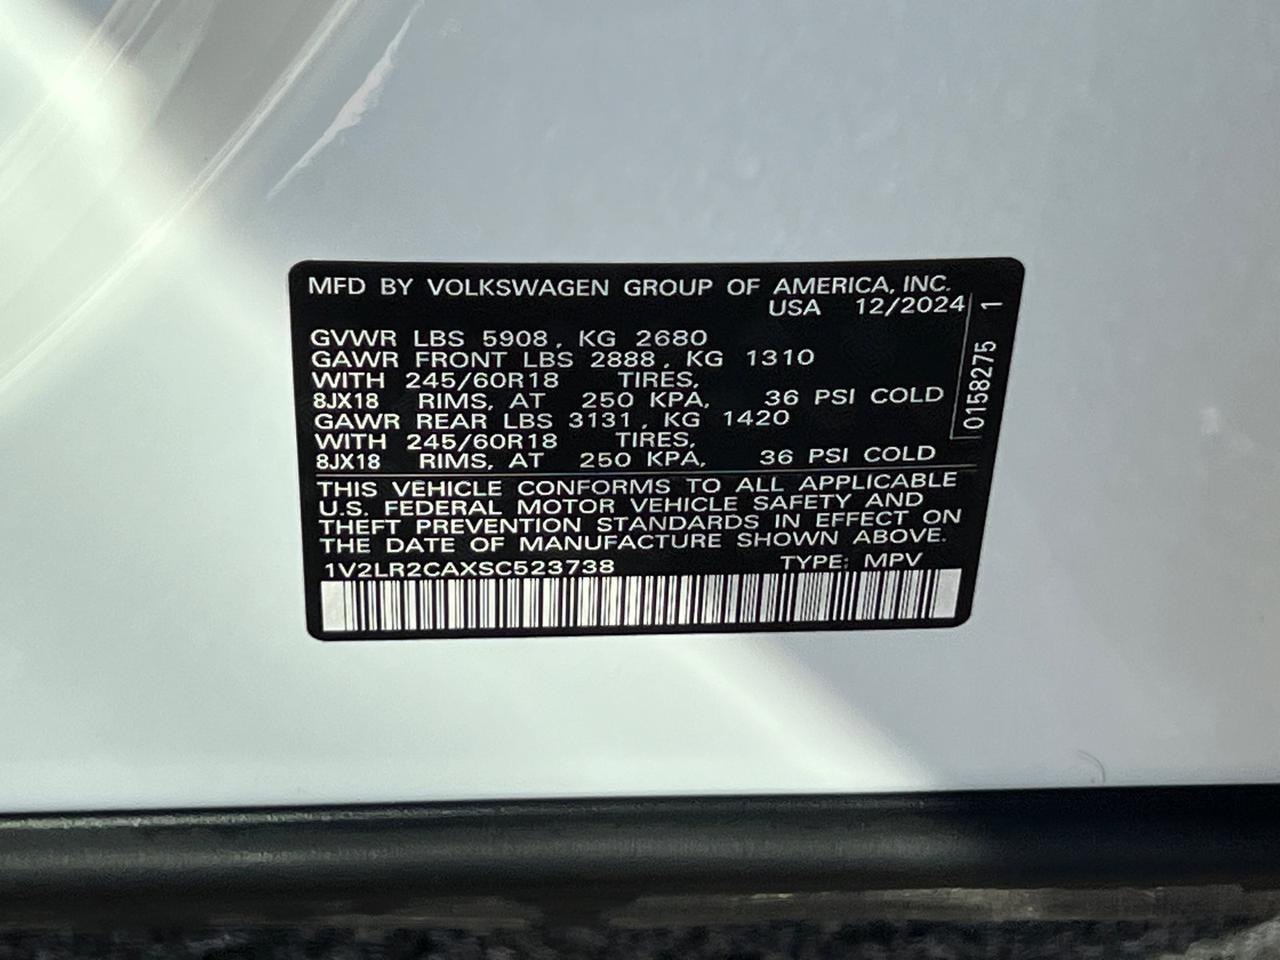 MFD BY VOLKSWAGEN GROUP OF AMERICA, INC.
USA 12/2024
GVWR LBS 5908, KG 2680
GAWR FRONT LBS 2888, KG 1310
WITH 245/60R18 TIRES,
8JX18 RIMS, AT 250 KPA, 36 PSI COLD
GAWR REAR LBS 3131, KG 1420
WITH 245/60R18 TIRES,
8JX18 RIMS, AT 250 KPA, 36 PSI COLD
0158275 1
THIS VEHICLE CONFORMS TO ALL APPLICABLE
U.S. FEDERAL MOTOR VEHICLE SAFETY AND
THEFT PREVENTION STANDARDS IN EFFECT ON
THE DATE OF MANUFACTURE SHOWN ABOVE.
1V2LR2CAXSC523738 TYPE: MPV